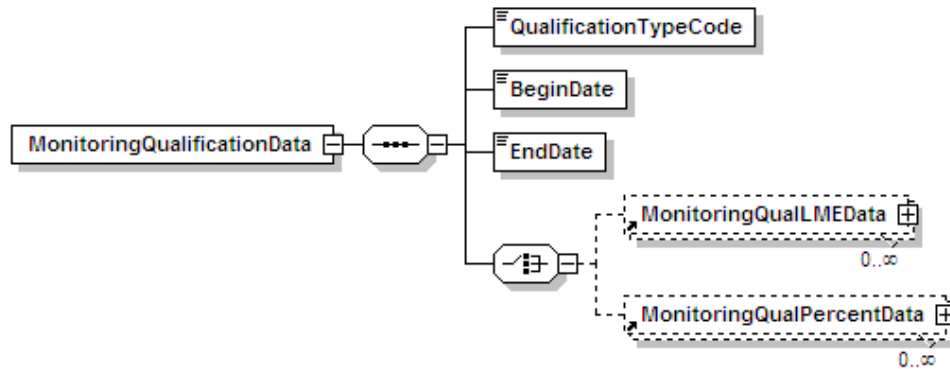 QualificationTypeCode
BeginDate
MonitoringQualificationData
EndDate
MonitoringQualLMEData
0..∞
MonitoringQualPercentData
0..∞